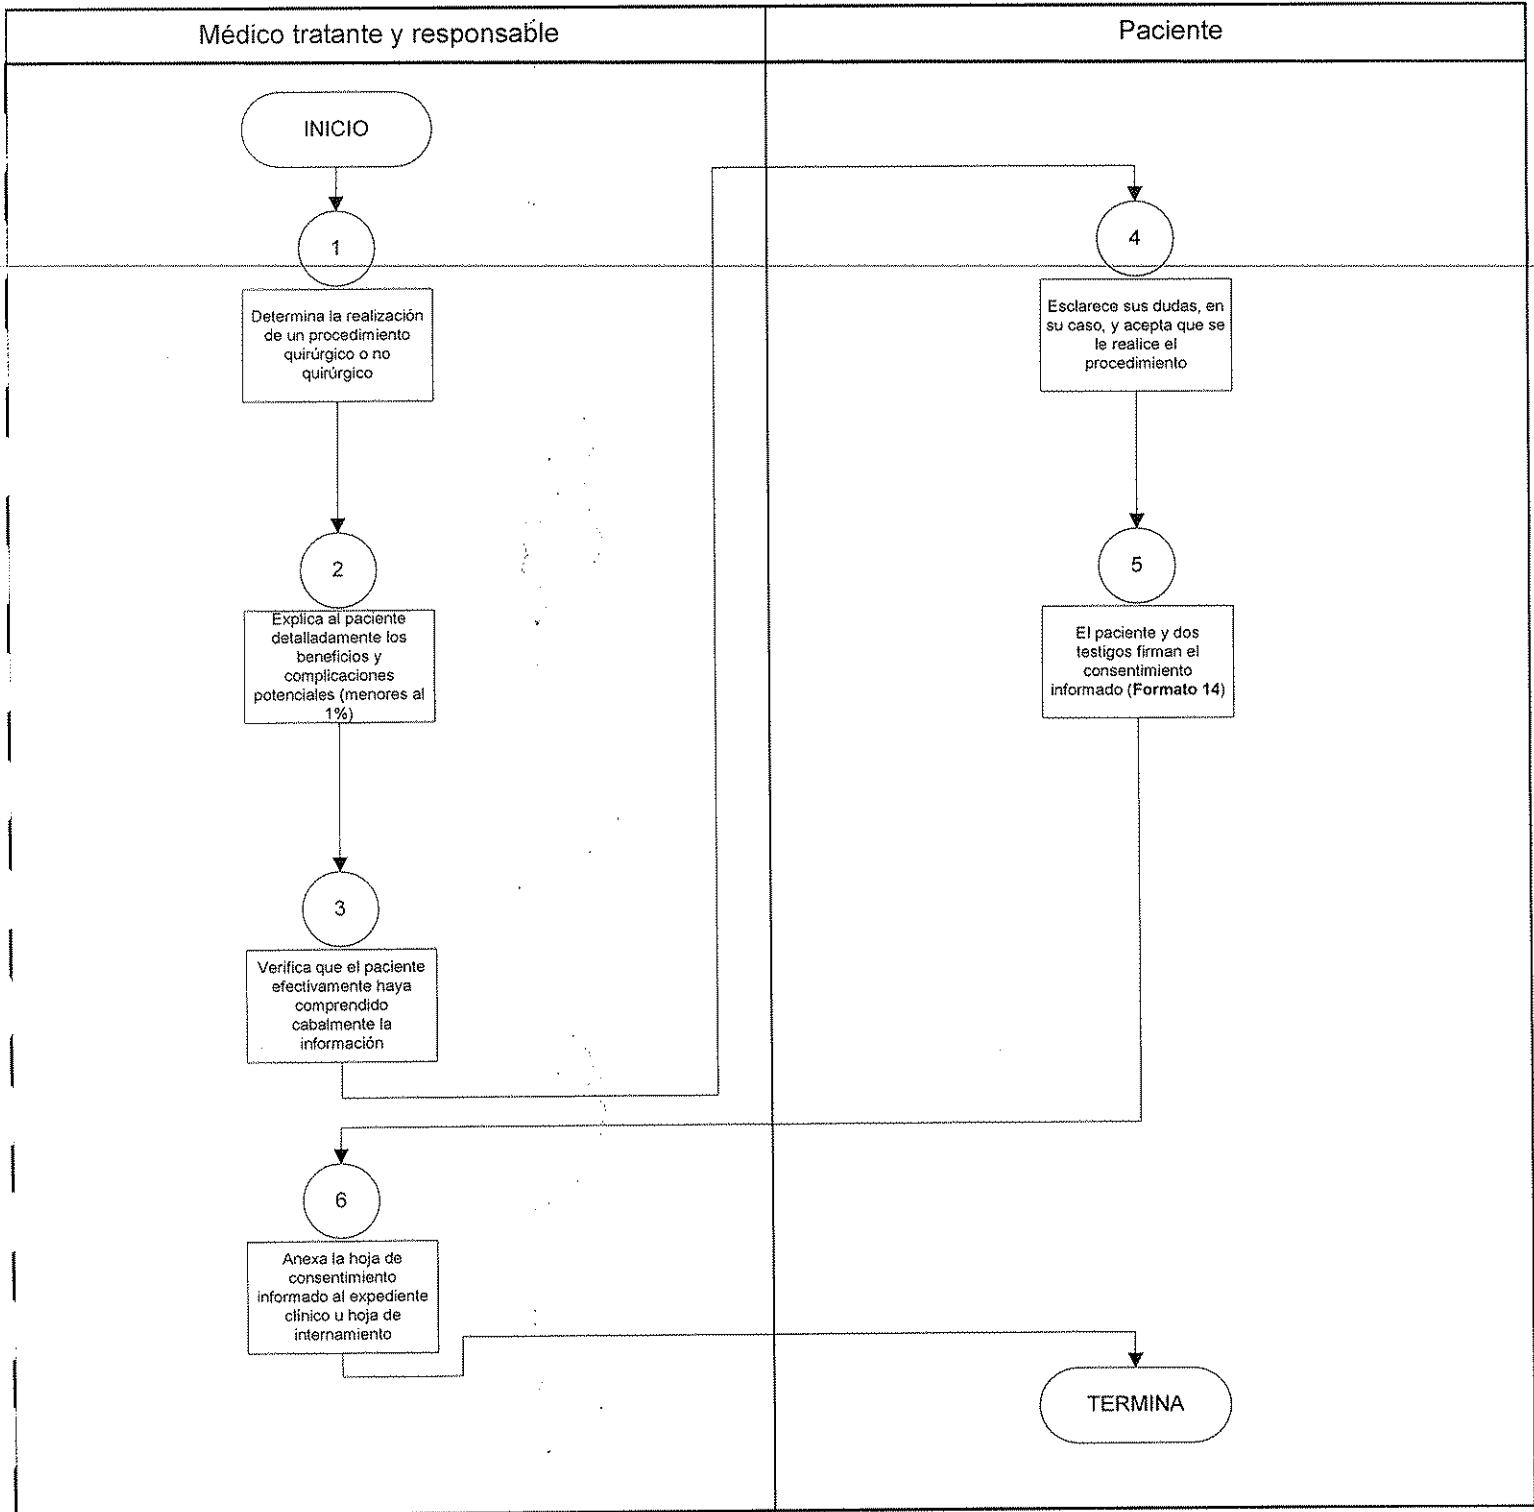 Médico tratante y responsable
Paciente
INICIO
1
Determina la realización
de un procedimiento
quirúrgico o no
quirúrgico
2
Explica al paciente
detalladamente los
beneficios y
complicaciones
potenciales (menores al
1%)
3
Verifica que el paciente
efectivamente haya
comprendido
cabalmente la
información
4
Esclarece sus dudas, en
su caso, y acepta que se
le realice el
procedimiento
5
El paciente y dos
testigos firman el
consentimiento
informado (Formato 14)
6
Anexa la hoja de
consentimiento
informado al expediente
clínico u hoja de
internamiento
TERMINA